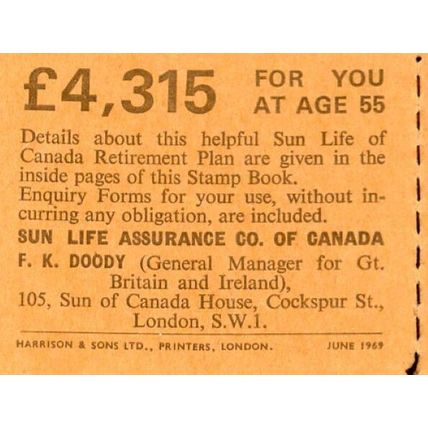 £4,315 FOR YOU
AT AGE 55
Details about this helpful Sun Life of
Canada Retirement Plan are given in the
inside pages of this Stamp Book.
Enquiry Forms for your use, without in-
curring any obligation, are included.
SUN LIFE ASSURANCE CO. OF CANADA
F. K. DOODY (General Manager for Gt.
Britain and Ireland),
105, Sun of Canada House, Cockspur St.,
London, S.W.1.
HARRISON & SONS LTD., PRINTERS, LONDON. JUNE 1969